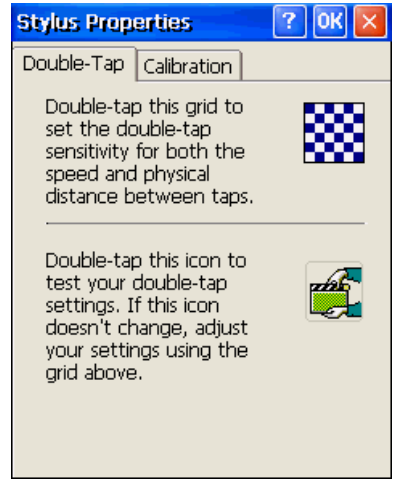 Stylus Properties ? OK ×
Double-Tap Calibration
Double-tap this grid to
set the double-tap
sensitivity for both the
speed and physical
distance between taps.
Double-tap this icon to
test your double-tap
settings. If this icon
doesn't change, adjust
your settings using the
grid above.